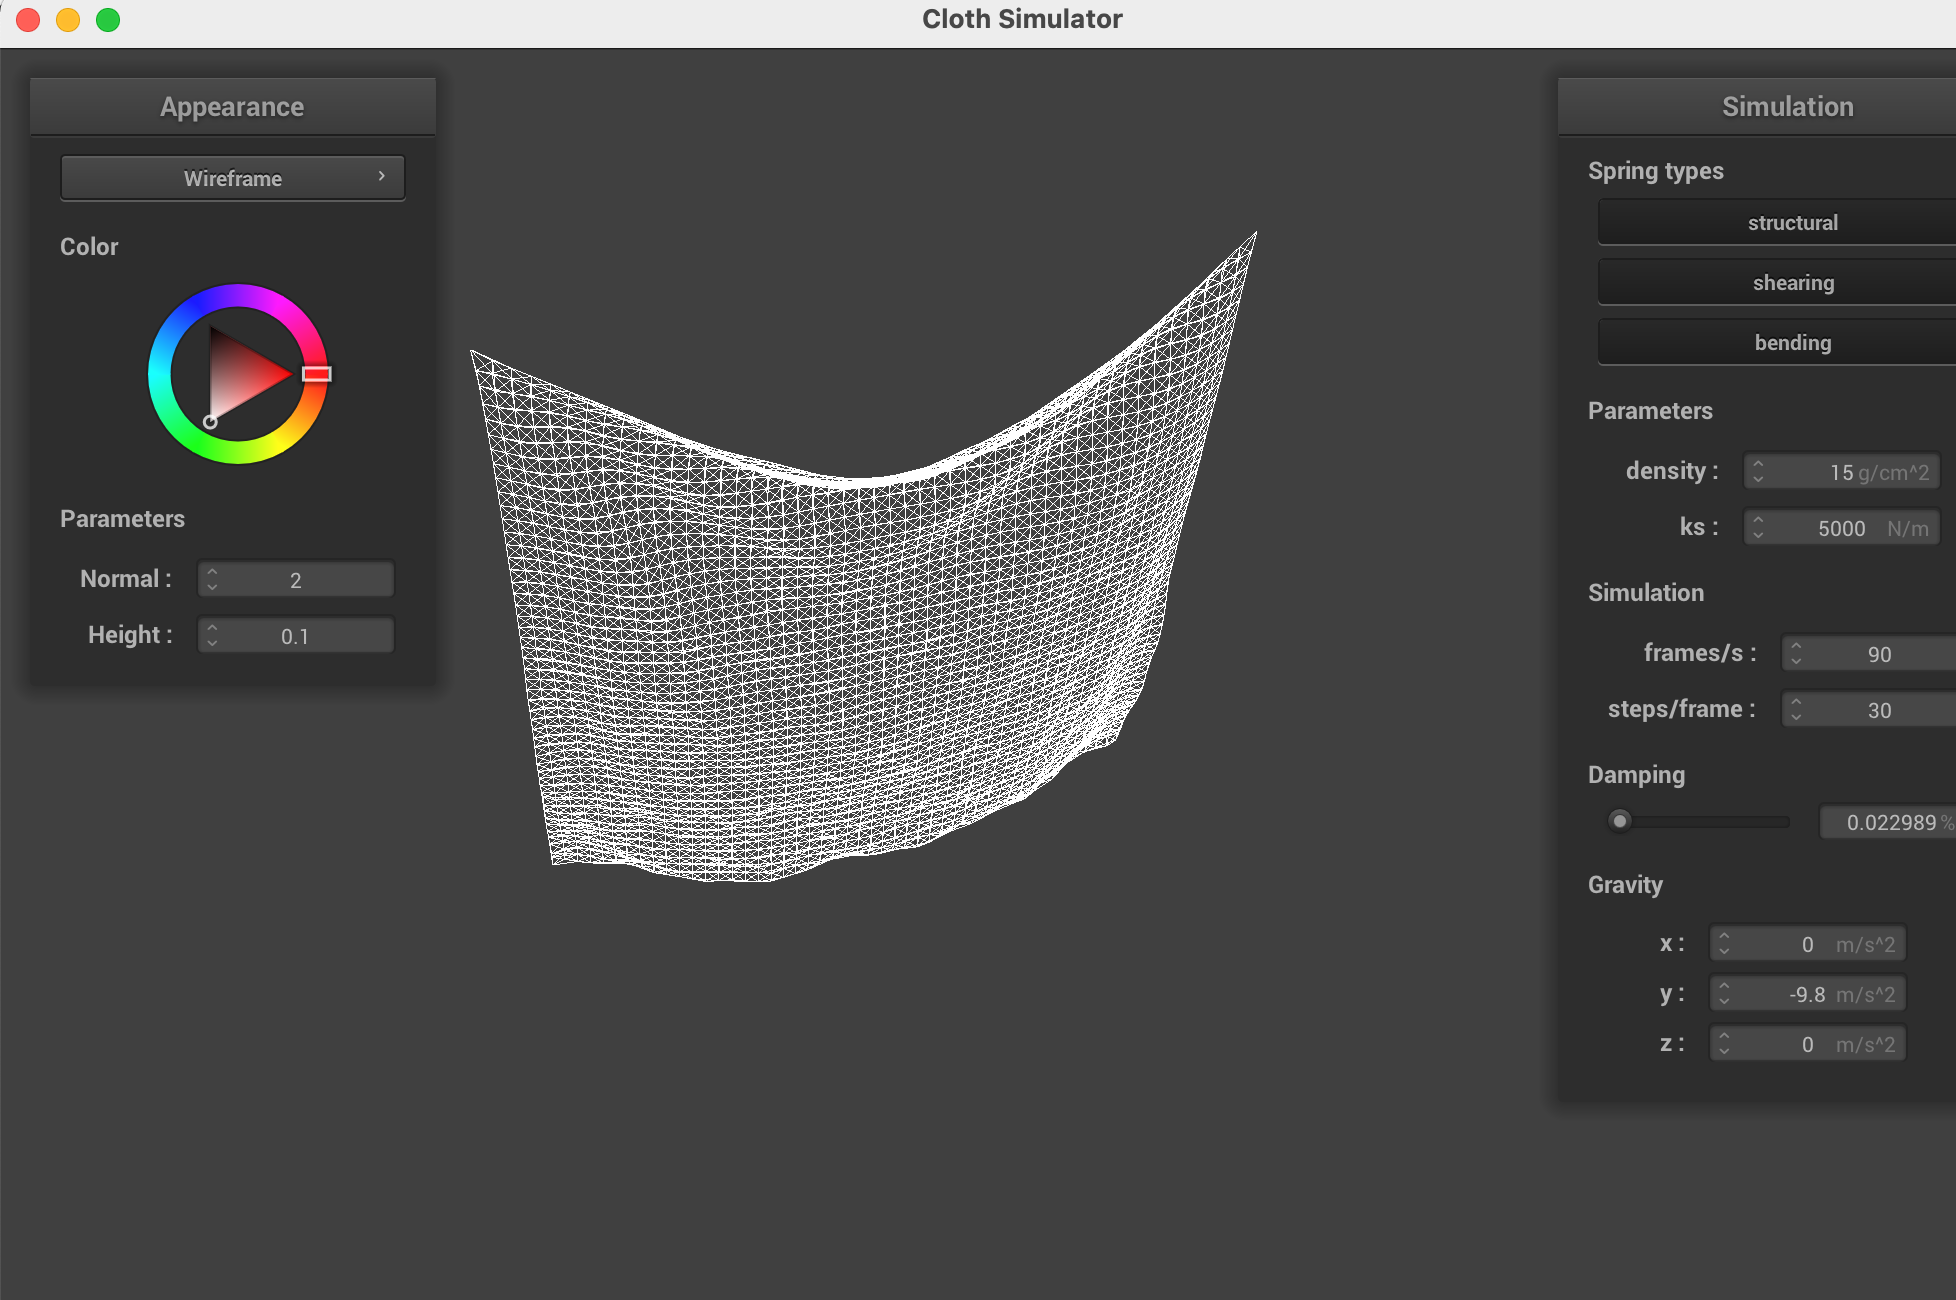 Cloth Simulator
Appearance
Wireframe
Color
Parameters
Normal : 2
Height : 0.1
Simulation
Spring types
structural
shearing
bending
Parameters
density : 15 g/cm^2
ks : 5000 N/m
Simulation
frames/s : 90
steps/frame : 30
Damping
0.022989 %
Gravity
x : 0 m/s^2
y : -9.8 m/s^2
z : 0 m/s^2